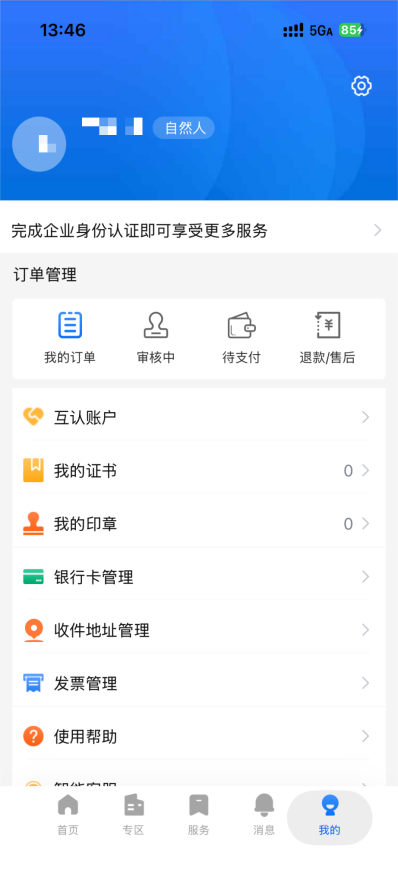 13:46 5GA 85
自然人
完成企业身份认证即可享受更多服务
订单管理
我的订单 审核中 待支付 退款/售后
互认账户
我的证书 0
我的印章 0
银行卡管理
收件地址管理
发票管理
使用帮助
智能客服
首页 专区 服务 消息 我的